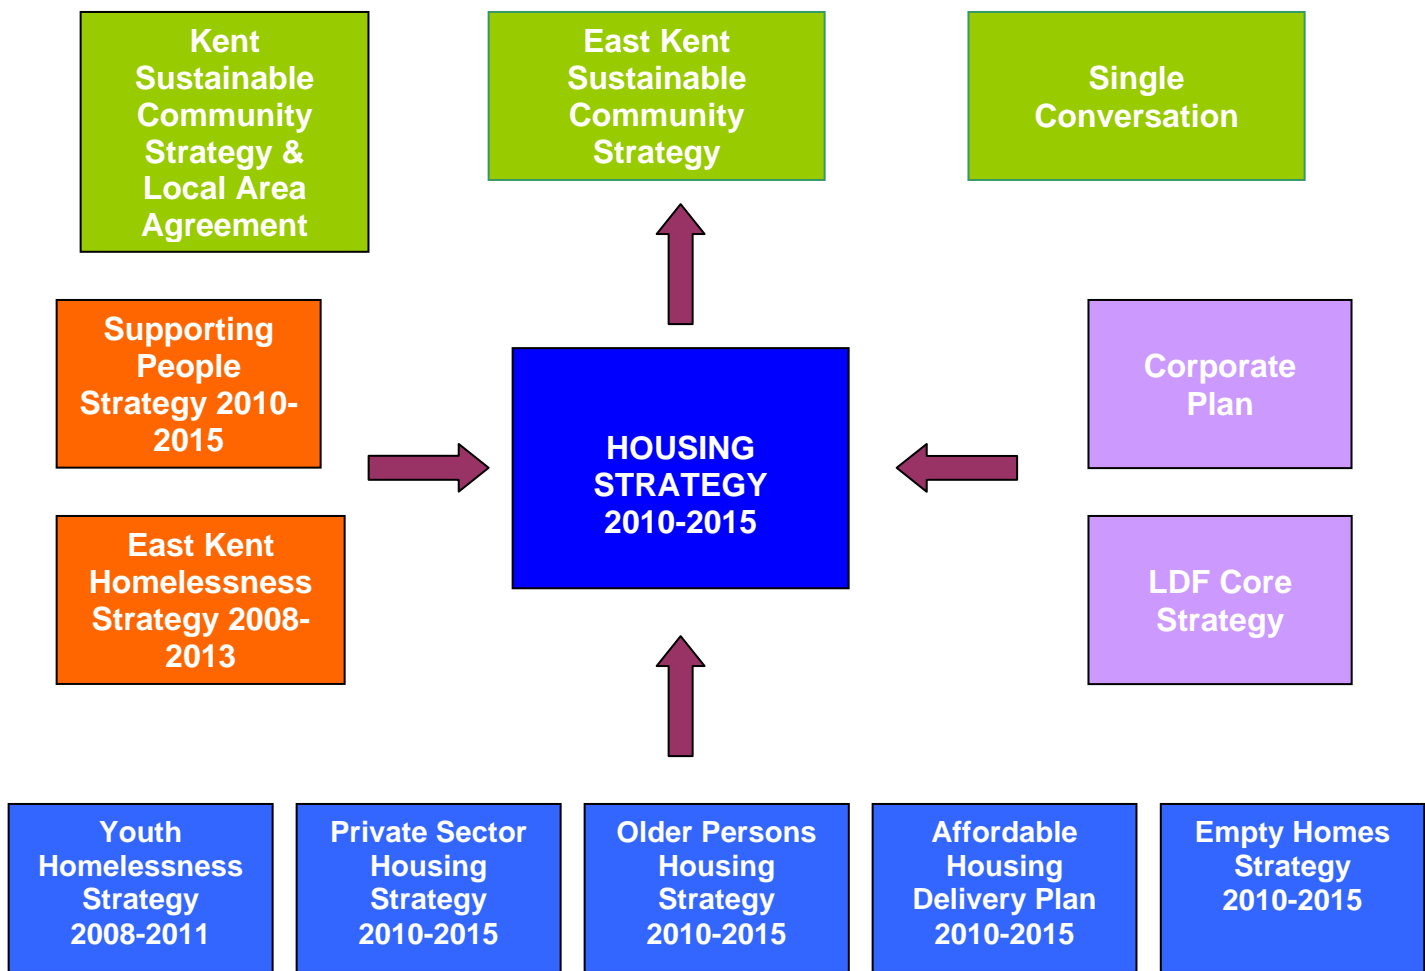 Kent
Sustainable
Community
Strategy &
Local Area
Agreement
East Kent
Sustainable
Community
Strategy
Single
Conversation
Supporting
People
Strategy 2010-
2015
Corporate
Plan
HOUSING
STRATEGY
2010-2015
East Kent
Homelessness
Strategy 2008-
2013
LDF Core
Strategy
Youth
Homelessness
Strategy
2008-2011
Private Sector
Housing
Strategy
2010-2015
Older Persons
Housing
Strategy
2010-2015
Affordable
Housing
Delivery Plan
2010-2015
Empty Homes
Strategy
2010-2015